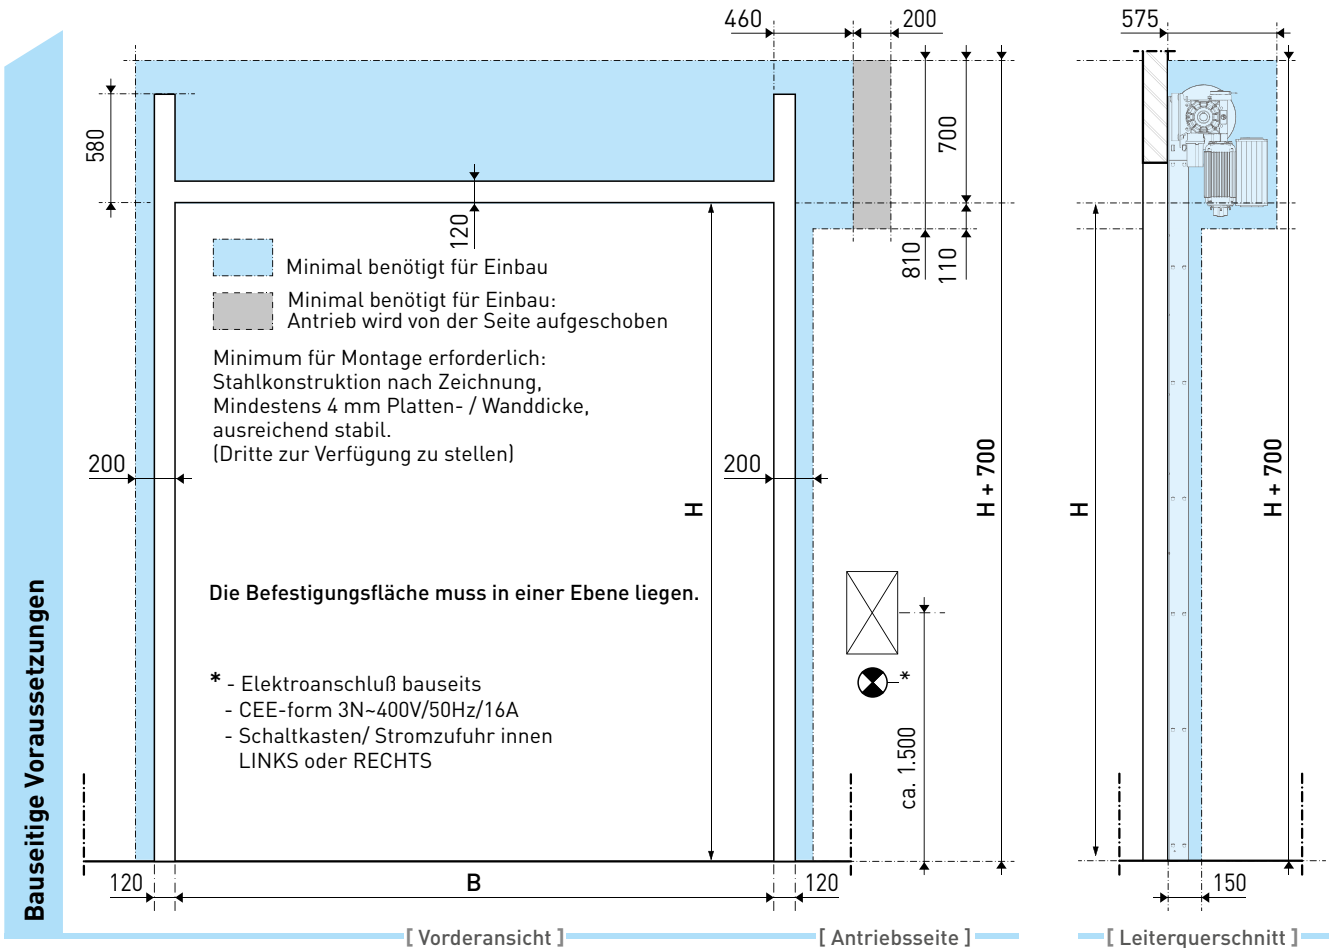 460
200
575
580
700
120
810
110
Minimal benötigt für Einbau
Minimal benötigt für Einbau:
Antrieb wird von der Seite aufgeschoben
Minimum für Montage erforderlich:
Stahlkonstruktion nach Zeichnung,
Mindestens 4 mm Platten- / Wanddicke,
ausreichend stabil.
(Dritte zur Verfügung zu stellen)
200
200
H
H + 700
H
H + 700
Die Befestigungsfläche muss in einer Ebene liegen.
* - Elektroanschluß bauseits
- CEE-form 3N~400V/50Hz/16A
- Schaltkasten/ Stromzufuhr innen
LINKS oder RECHTS
*
ca. 1.500
Bauseitige Voraussetzungen
120
B
120
150
[ Vorderansicht ]
[ Antriebsseite ]
[ Leiterquerschnitt ]